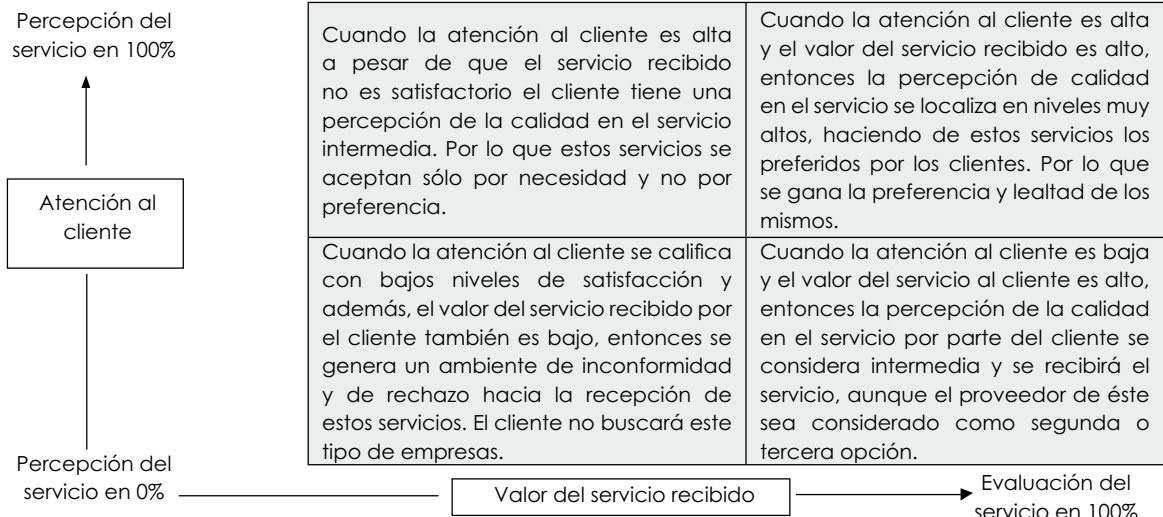 Percepción del
servicio en 100%
Cuando la atención al cliente es alta
a pesar de que el servicio recibido
no es satisfactorio el cliente tiene una
percepción de la calidad en el servicio
intermedia. Por lo que estos servicios se
aceptan sólo por necesidad y no por
preferencia.
Cuando la atención al cliente es alta
y el valor del servicio recibido es alto,
entonces la percepción de calidad
en el servicio se localiza en niveles muy
altos, haciendo de estos servicios los
preferidos por los clientes. Por lo que
se gana la preferencia y lealtad de los
mismos.
Atención al
cliente
Cuando la atención al cliente se califica
con bajos niveles de satisfacción y
además, el valor del servicio recibido por
el cliente también es bajo, entonces se
genera un ambiente de inconformidad
y de rechazo hacia la recepción de
estos servicios. El cliente no buscará este
tipo de empresas.
Cuando la atención al cliente es baja
y el valor del servicio al cliente es alto,
entonces la percepción de la calidad
en el servicio por parte del cliente se
considera intermedia y se recibirá el
servicio, aunque el proveedor de éste
sea considerado como segunda o
tercera opción.
Percepción del
servicio en 0%
Valor del servicio recibido
Evaluación del
servicio en 100%